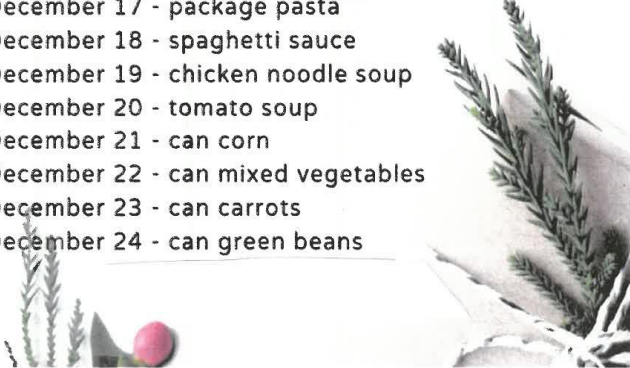 ecember 17 - package pasta
ecember 18 - spaghetti sauce
ecember 19 - chicken noodle soup
ecember 20 - tomato soup
ecember 21 - can corn
ecember 22 - can mixed vegetables
ecember 23 - can carrots
ecember 24 - can green beans